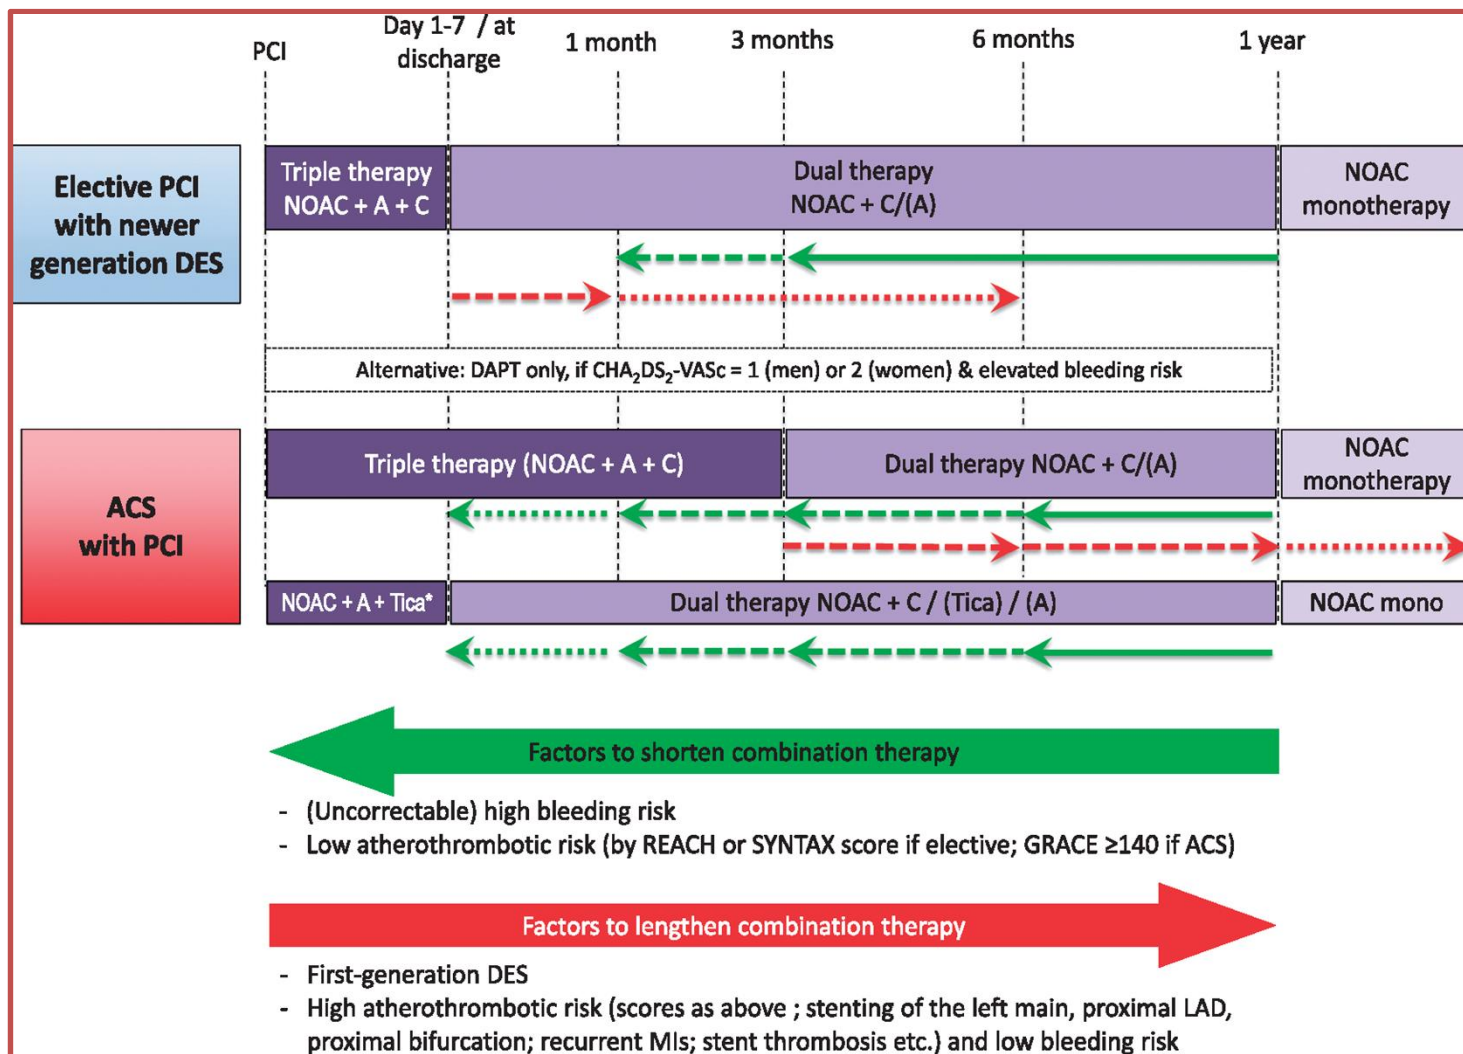 PCI
Day 1-7 / at
discharge
1 month
3 months
6 months
1 year
Elective PCI
with newer
generation DES
Triple therapy
NOAC + A + C
Dual therapy
NOAC + C/(A)
NOAC
monotherapy
Alternative: DAPT only, if CHA₂DS₂-VASc = 1 (men) or 2 (women) & elevated bleeding risk
ACS
with PCI
Triple therapy (NOAC + A + C)
Dual therapy NOAC + C/(A)
NOAC
monotherapy
NOAC + A + Tica*
Dual therapy NOAC + C / (Tica) / (A)
NOAC mono
Factors to shorten combination therapy
- (Uncorrectable) high bleeding risk
- Low atherothrombotic risk (by REACH or SYNTAX score if elective; GRACE ≥140 if ACS)
Factors to lengthen combination therapy
- First-generation DES
- High atherothrombotic risk (scores as above ; stenting of the left main, proximal LAD,
proximal bifurcation; recurrent MIs; stent thrombosis etc.) and low bleeding risk